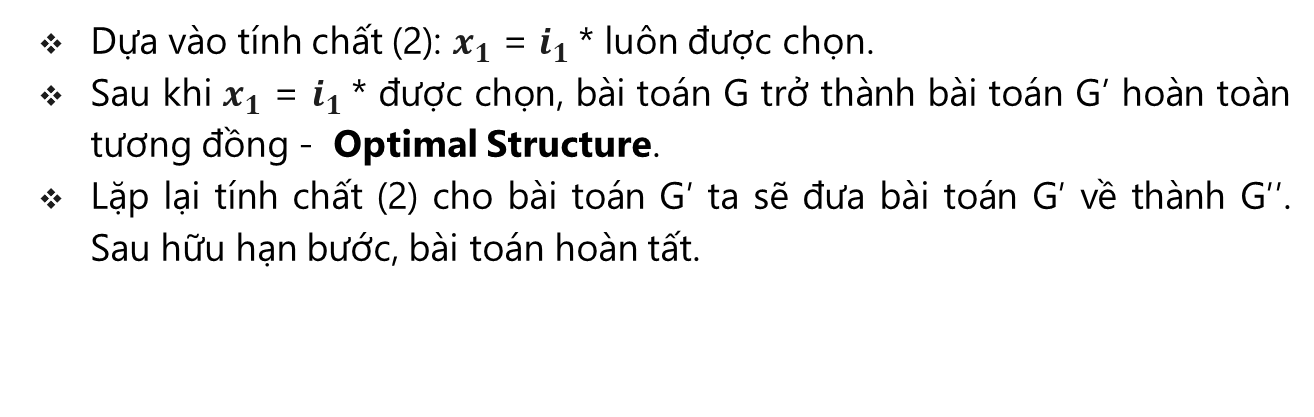 ❖ Dựa vào tính chất (2): x₁ = i₁ * luôn được chọn.
❖ Sau khi x₁ = i₁ * được chọn, bài toán G trở thành bài toán G′ hoàn toàn
tương đồng - Optimal Structure.
❖ Lặp lại tính chất (2) cho bài toán G′ ta sẽ đưa bài toán G′ về thành G′′.
Sau hữu hạn bước, bài toán hoàn tất.